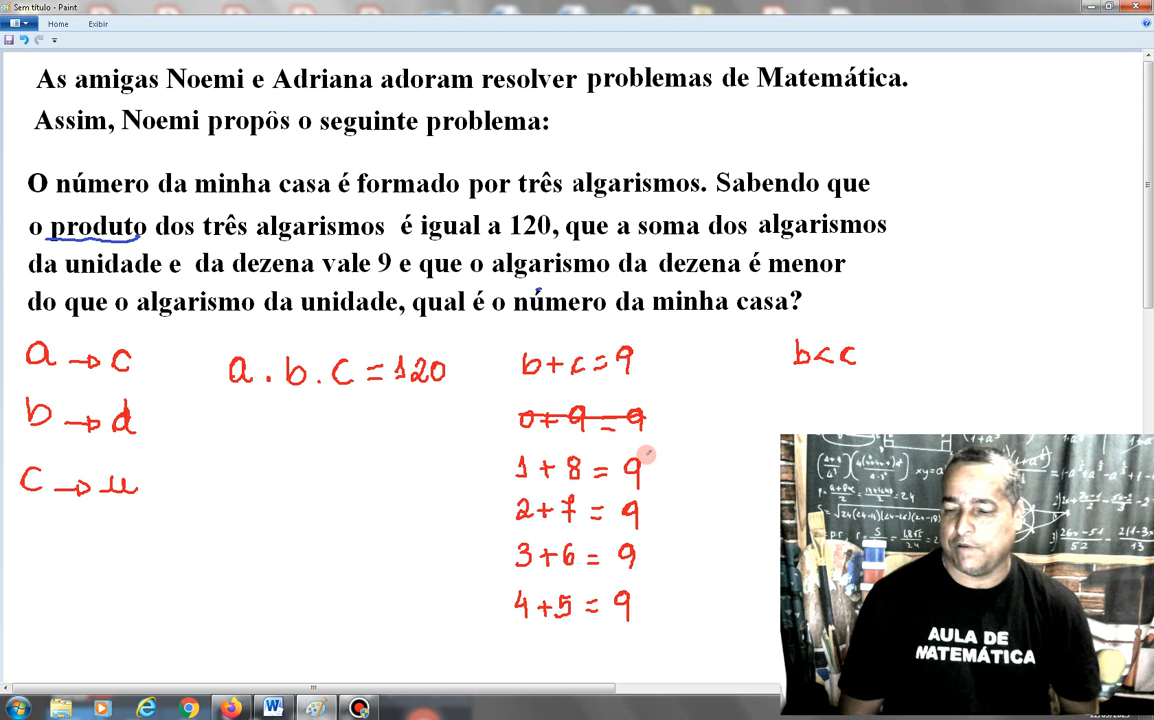 Sem título - Paint
Home Exibir
As amigas Noemi e Adriana adoram resolver problemas de Matemática.
Assim, Noemi propôs o seguinte problema:
O número da minha casa é formado por três algarismos. Sabendo que
o produto dos três algarismos é igual a 120, que a soma dos algarismos
da unidade e da dezena vale 9 e que o algarismo da dezena é menor
do que o algarismo da unidade, qual é o número da minha casa?
a → c
a . b . c = 120
b + c = 9
b < c
b → d
0 + 9 = 9
c → u
1 + 8 = 9
2 + 7 = 9
3 + 6 = 9
4 + 5 = 9
AULA DE
MATEMÁTICA